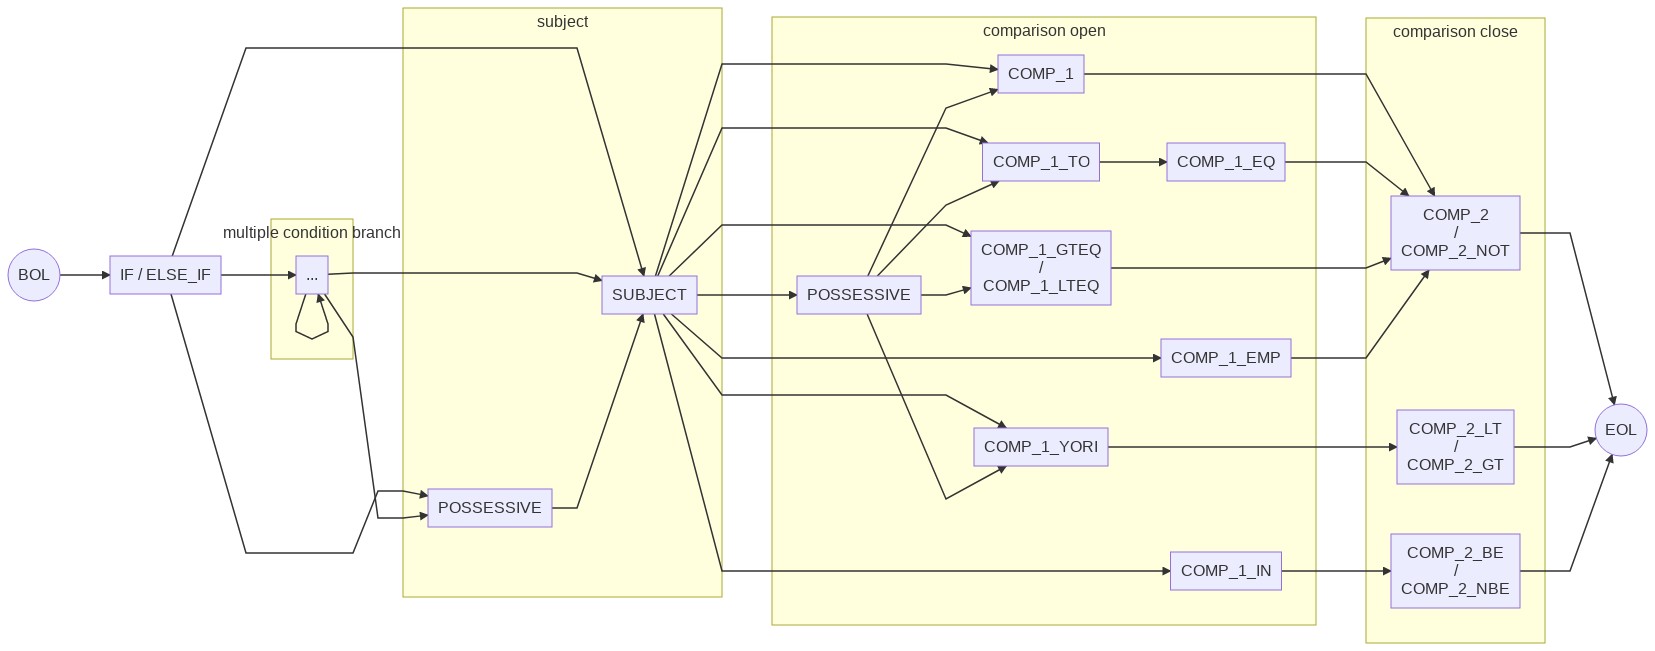 subject
comparison open
comparison close
COMP_1
COMP_1_TO
COMP_1_EQ
COMP_2
/
COMP_2_NOT
multiple condition branch
BOL
IF / ELSE_IF
...
SUBJECT
POSSESSIVE
COMP_1_GTEQ
/
COMP_1_LTEQ
COMP_1_EMP
COMP_1_YORI
COMP_2_LT
/
COMP_2_GT
EOL
POSSESSIVE
COMP_1_IN
COMP_2_BE
/
COMP_2_NBE